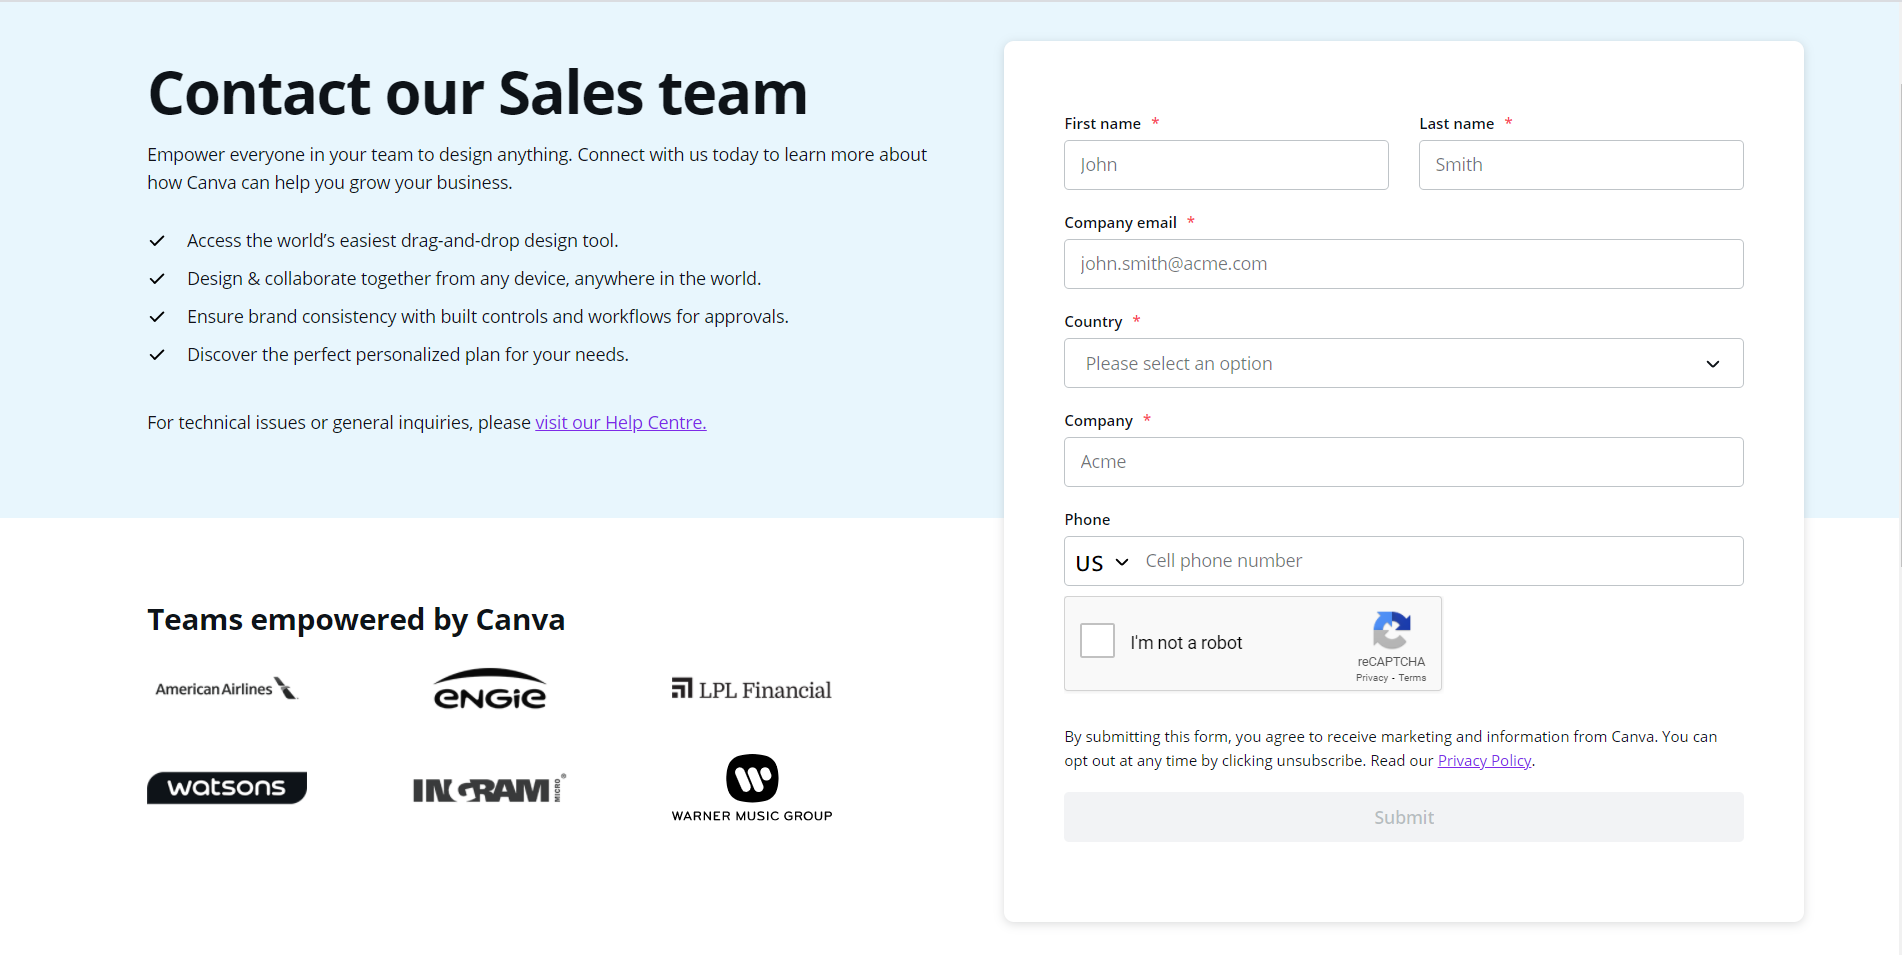 Contact our Sales team
Empower everyone in your team to design anything. Connect with us today to learn more about
how Canva can help you grow your business.
Access the world’s easiest drag-and-drop design tool.
Design & collaborate together from any device, anywhere in the world.
Ensure brand consistency with built controls and workflows for approvals.
Discover the perfect personalized plan for your needs.
For technical issues or general inquiries, please visit our Help Centre.
Teams empowered by Canva
American Airlines
ENGIE
LPL Financial
watsons
INGRAM MICRO®
WARNER MUSIC GROUP
First name *
John
Last name *
Smith
Company email *
john.smith@acme.com
Country *
Please select an option
Company *
Acme
Phone
US
Cell phone number
I'm not a robot
reCAPTCHA
Privacy - Terms
By submitting this form, you agree to receive marketing and information from Canva. You can
opt out at any time by clicking unsubscribe. Read our Privacy Policy.
Submit